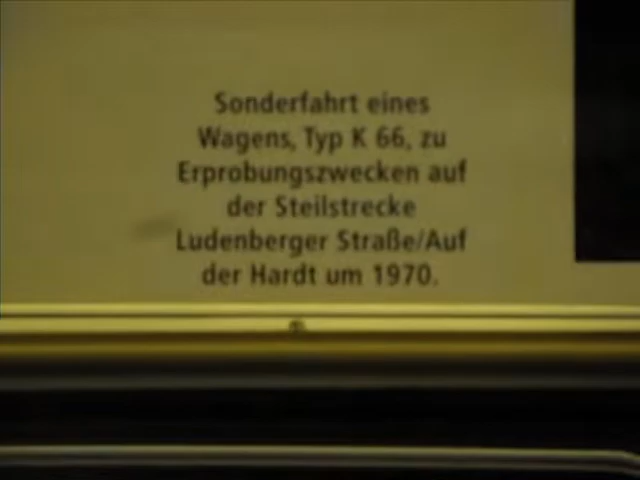 Sonderfahrt eines
Wagens, Typ K 66, zu
Erprobungszwecken auf
der Steilstrecke
Ludenberger Straße/Auf
der Hardt um 1970.